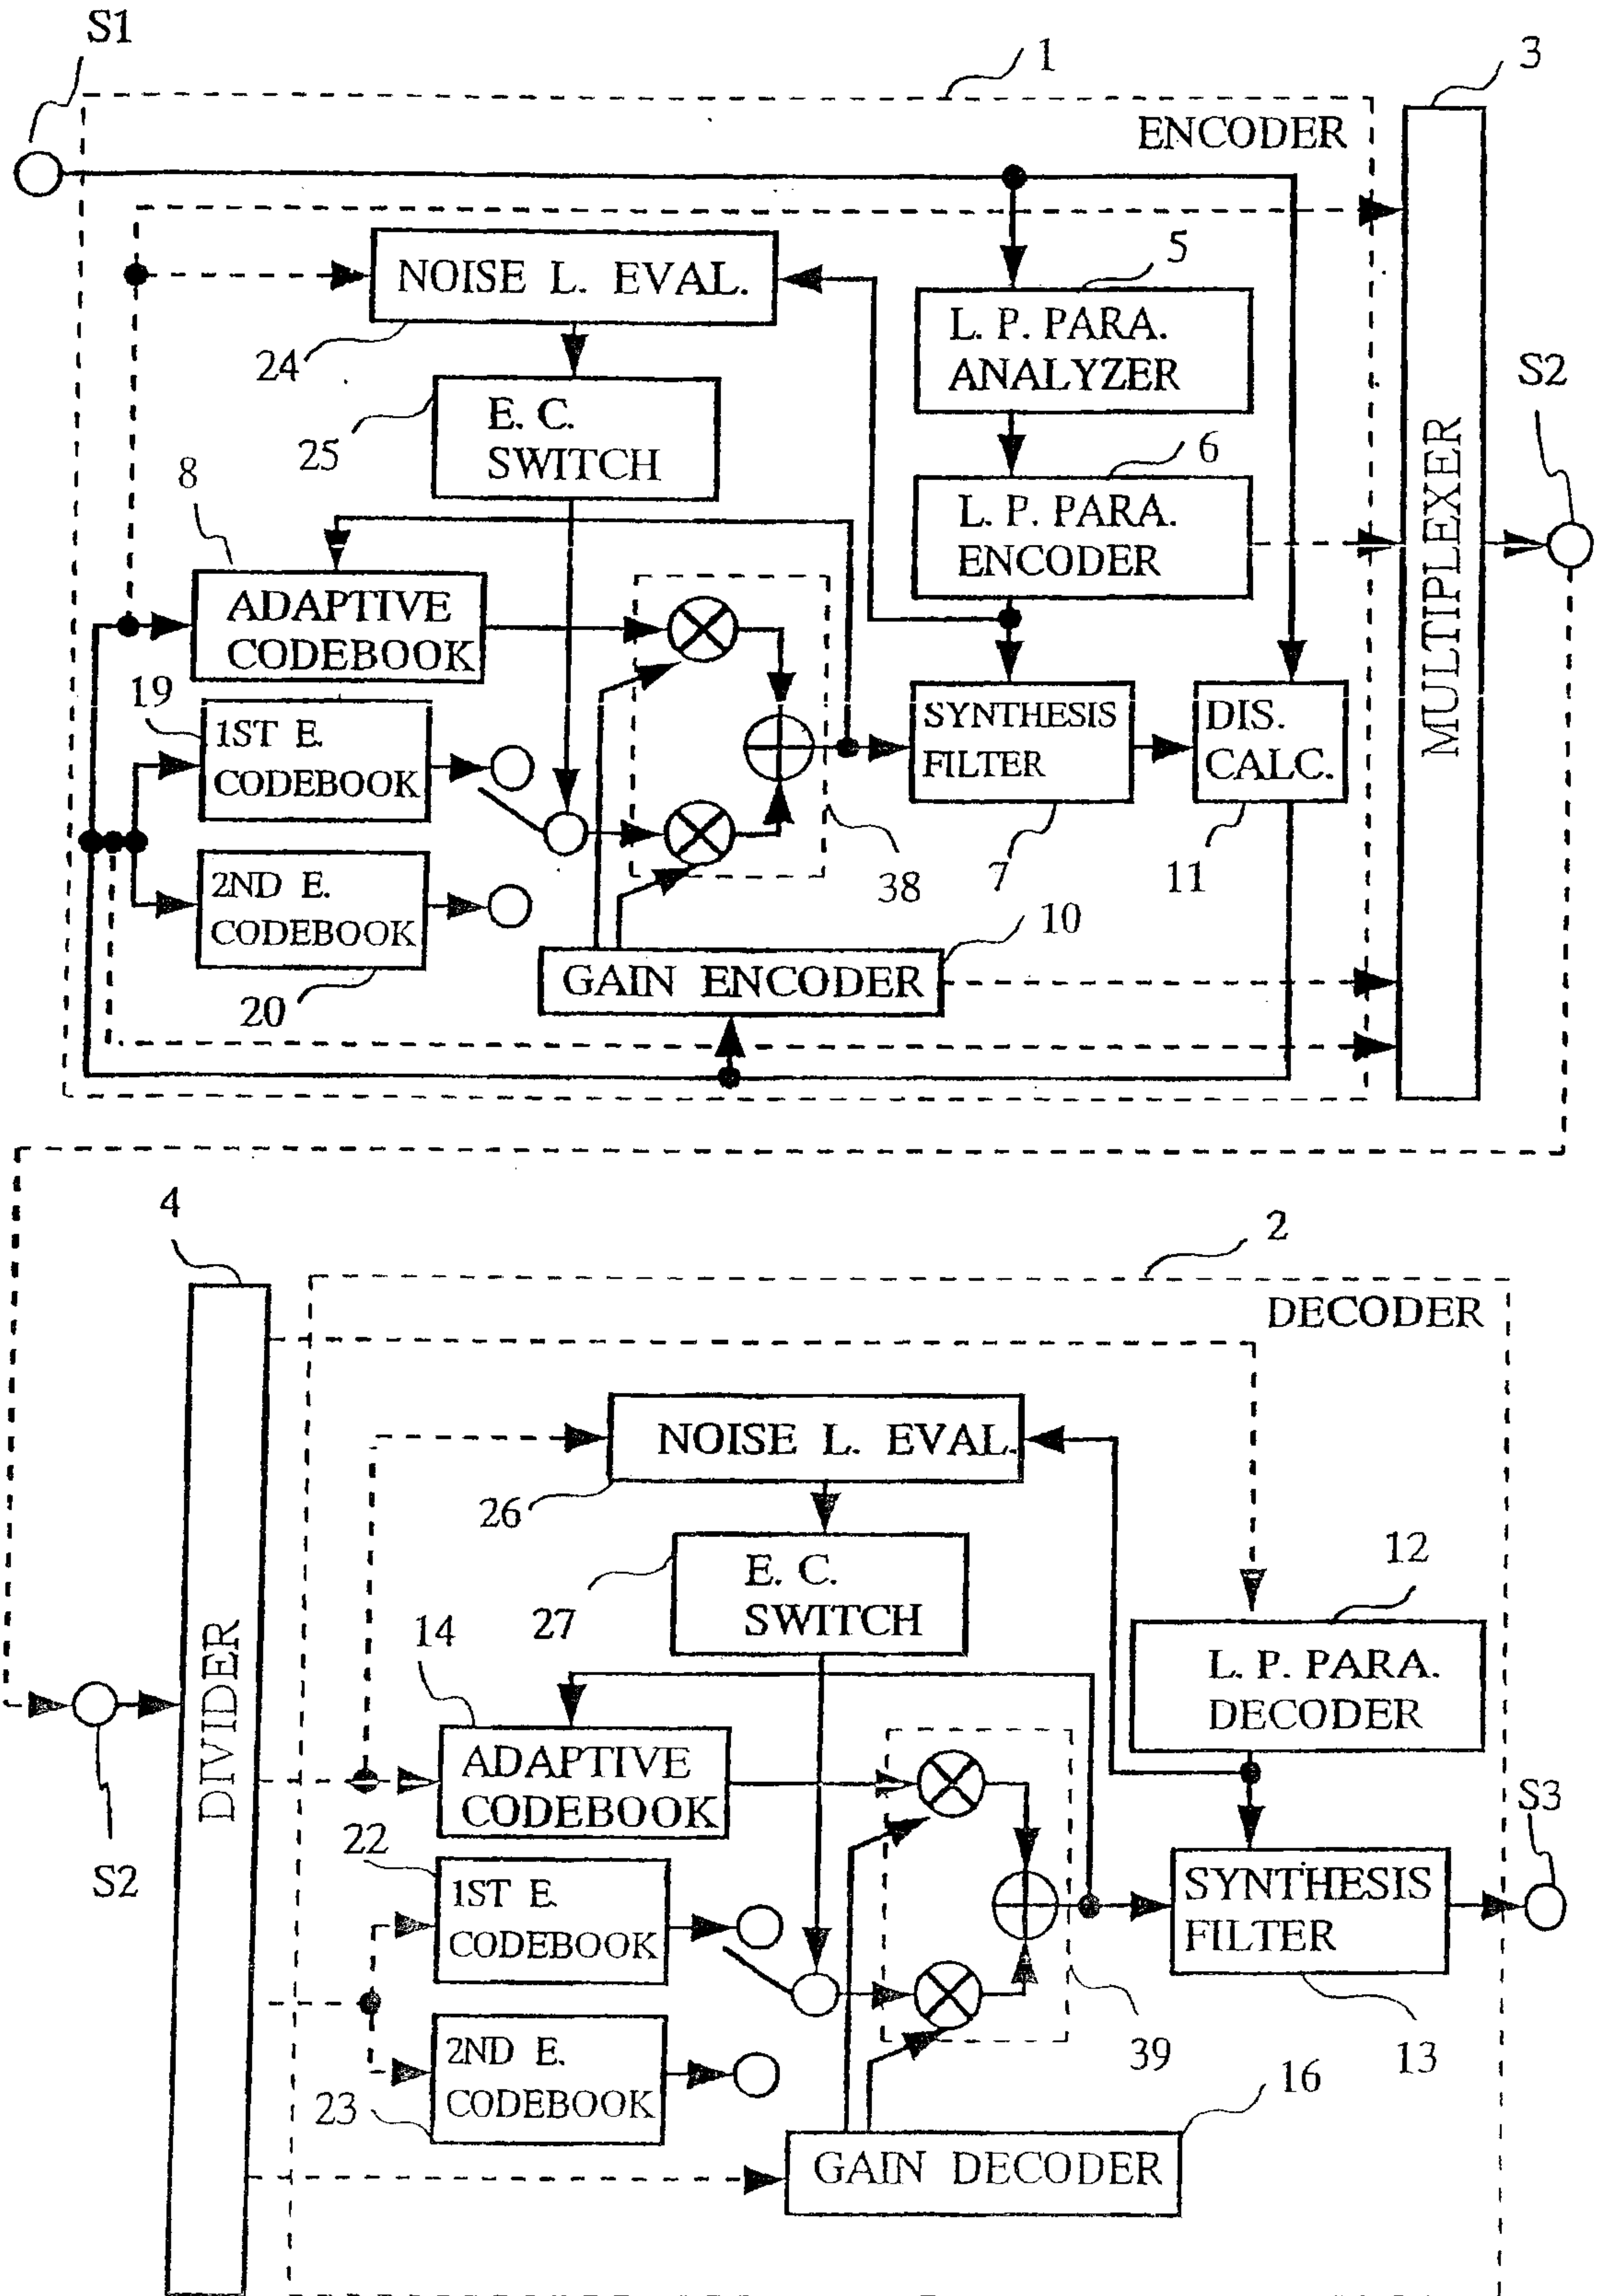 S1
1
3
ENCODER
NOISE L. EVAL.
24
5
L. P. PARA.
ANALYZER
S2
E. C.
SWITCH
25
6
L. P. PARA.
ENCODER
MULTIPLEXER
8
ADAPTIVE
CODEBOOK
19
1ST E.
CODEBOOK
SYNTHESIS
FILTER
DIS.
CALC.
2ND E.
CODEBOOK
38
7
11
20
10
GAIN ENCODER
4
2
DECODER
NOISE L. EVAL.
26
E. C.
SWITCH
27
12
L. P. PARA.
DECODER
DIVIDER
14
ADAPTIVE
CODEBOOK
S3
S2
22
1ST E.
CODEBOOK
SYNTHESIS
FILTER
2ND E.
CODEBOOK
39
13
23
16
GAIN DECODER